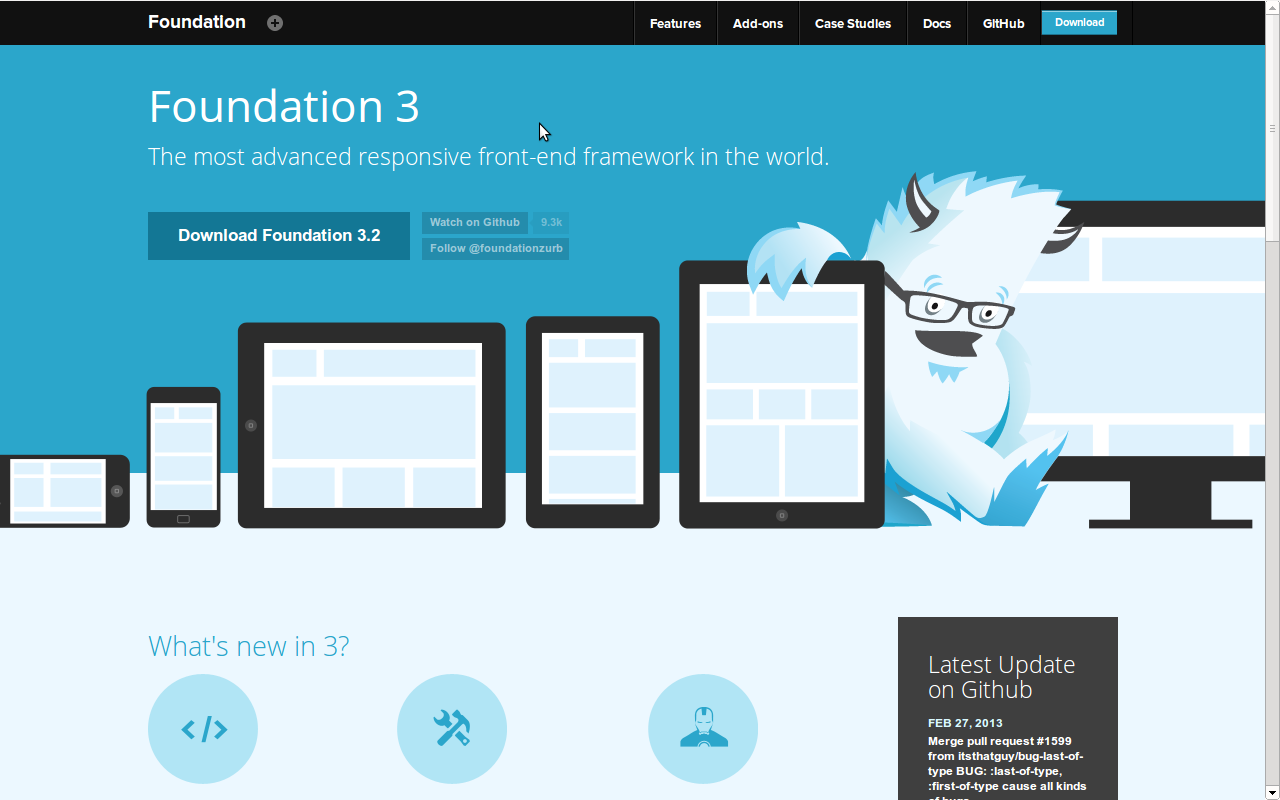 Foundation
Features
Add-ons
Case Studies
Docs
GitHub
Download
Foundation 3
The most advanced responsive front-end framework in the world.
Download Foundation 3.2
Watch on Github
9.3k
Follow @foundationzurb
What's new in 3?
Latest Update
on Github
FEB 27, 2013
Merge pull request #1599
from itsthatguy/bug-last-of-
type BUG: :last-of-type,
:first-of-type cause all kinds
of bugs